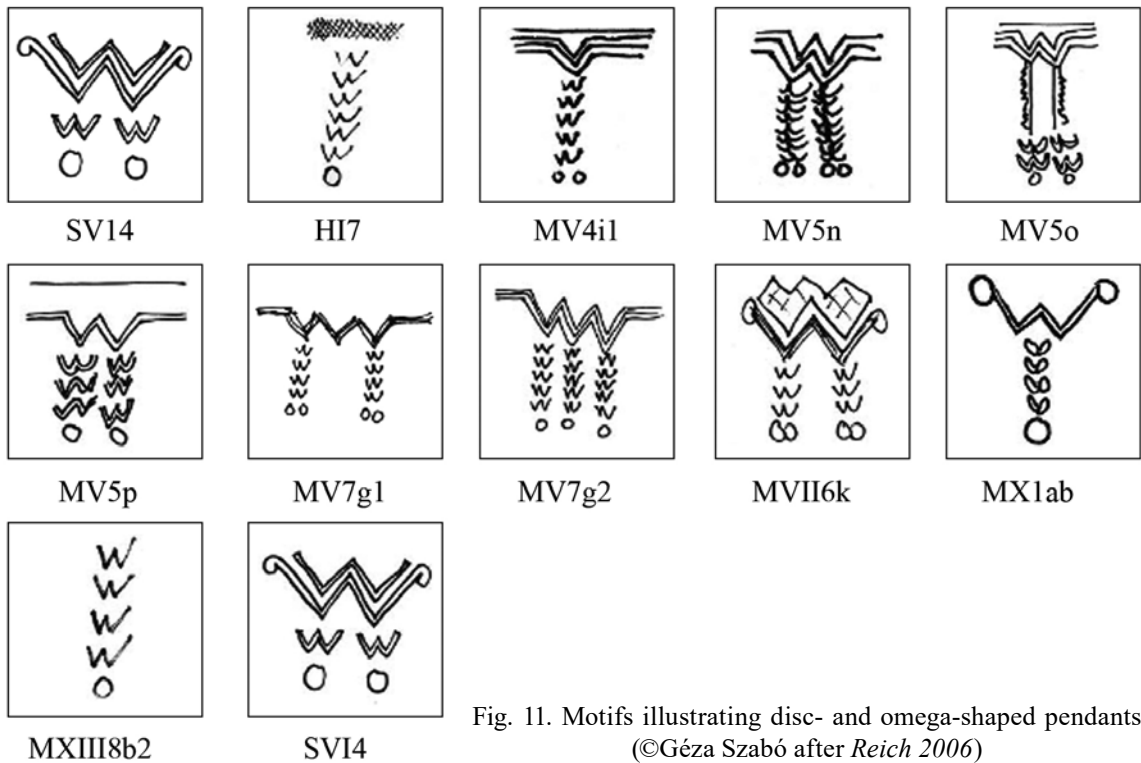 SV14 HI7 MV4i1 MV5n MV5o
MV5p MV7g1 MV7g2 MVII6k MX1ab
MXIII8b2 SVI4
Fig. 11. Motifs illustrating disc- and omega-shaped pendants
(©Géza Szabó after Reich 2006)